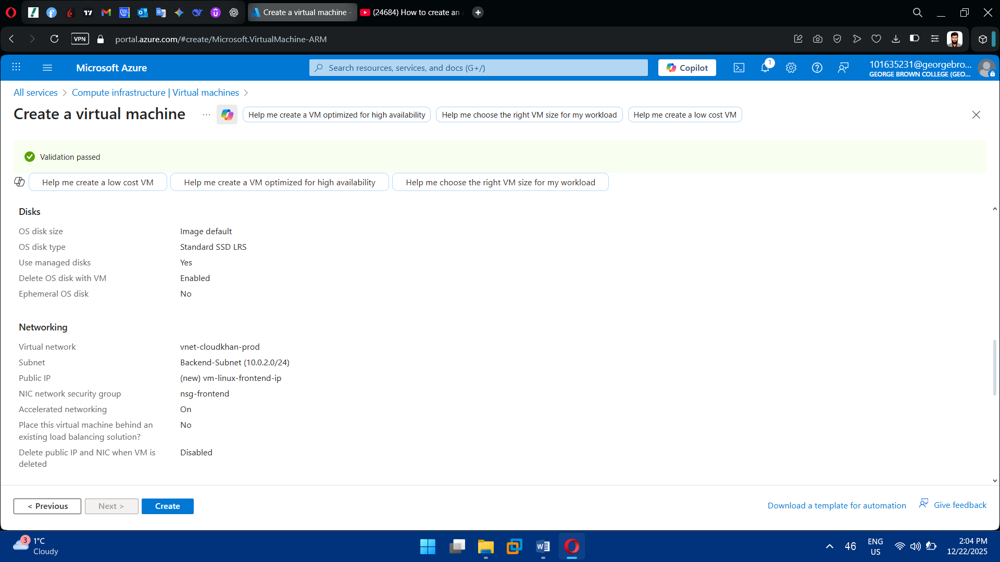 Create a virtual machine -
(24684) How to create an
VPN
portal.azure.com/#create/Microsoft.VirtualMachine-ARM
Microsoft Azure
Search resources, services, and docs (G+/)
Copilot
1
101635231@georgebro...
GEORGE BROWN COLLEGE (GEO...
All services > Compute infrastructure | Virtual machines >
Create a virtual machine
...
Help me create a VM optimized for high availability
Help me choose the right VM size for my workload
Help me create a low cost VM
Validation passed
Help me create a low cost VM
Help me create a VM optimized for high availability
Help me choose the right VM size for my workload
Disks
OS disk size Image default
OS disk type Standard SSD LRS
Use managed disks Yes
Delete OS disk with VM Enabled
Ephemeral OS disk No
Networking
Virtual network vnet-cloudkhan-prod
Subnet Backend-Subnet (10.0.2.0/24)
Public IP (new) vm-linux-frontend-ip
NIC network security group nsg-frontend
Accelerated networking On
Place this virtual machine behind an No
existing load balancing solution?
Delete public IP and NIC when VM is Disabled
deleted
< Previous
Next >
Create
Download a template for automation
Give feedback
3
1°C
Cloudy
46
ENG
US
2:04 PM
12/22/2025